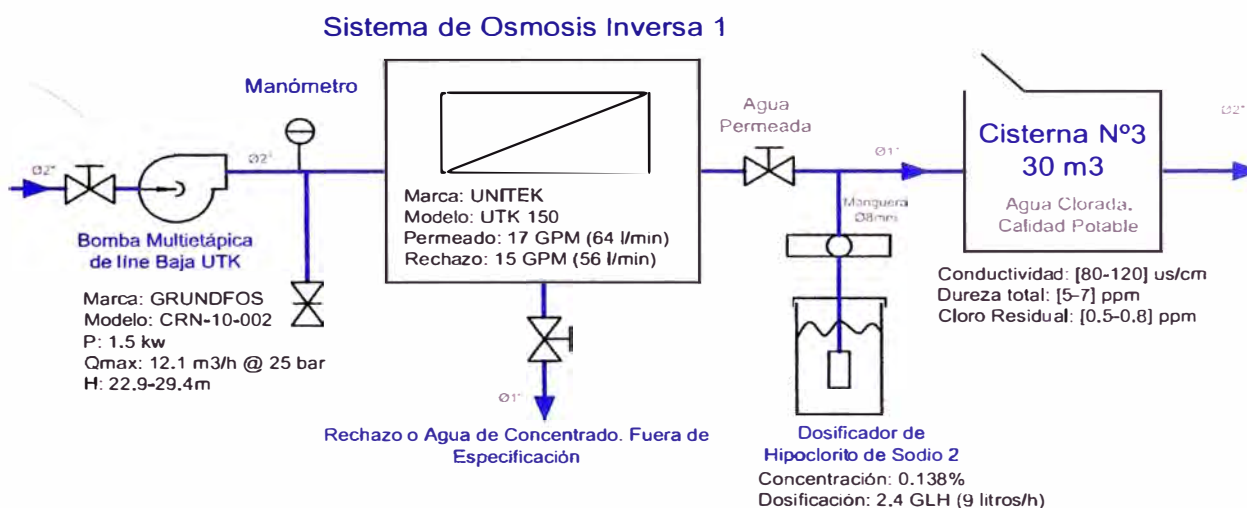 Sistema de Osmosis Inversa 1
Manómetro
Ø2"
Ø2"
Bomba Multietápica
de líne Baja UTK
Marca: GRUNDFOS
Modelo: CRN-10-002
P: 1.5 kw
Qmax: 12.1 m3/h @ 25 bar
H: 22.9-29.4m
Marca: UNITEK
Modelo: UTK 150
Permeado: 17 GPM (64 l/min)
Rechazo: 15 GPM (56 l/min)
Ø1"
Rechazo o Agua de Concentrado. Fuera de
Especificación
Agua
Permeada
Ø1"
Manguera
Ø8mm
Dosificador de
Hipoclorito de Sodio 2
Concentración: 0.138%
Dosificación: 2.4 GLH (9 litros/h)
Cisterna Nº3
30 m3
Agua Clorada.
Calidad Potable
Ø2"
Conductividad: [80-120] us/cm
Dureza total: [5-7] ppm
Cloro Residual: [0.5-0.8] ppm